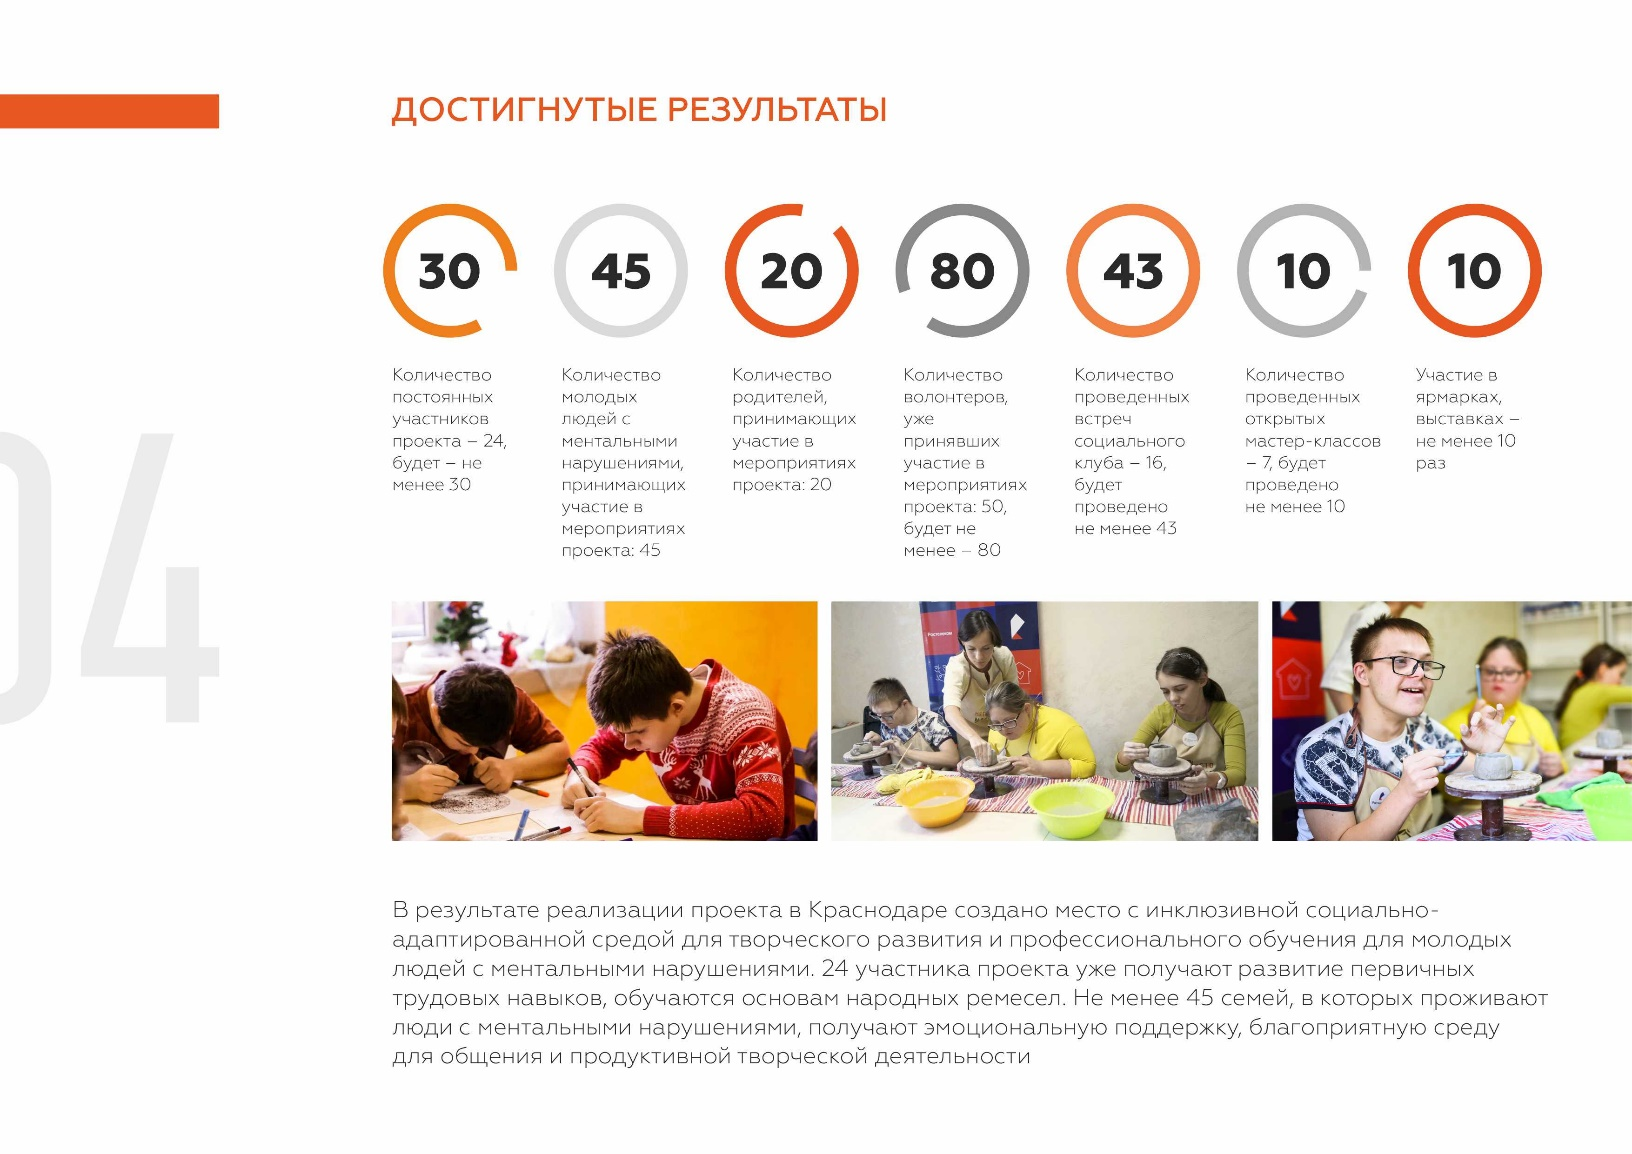 ДОСТИГНУТЫЕ РЕЗУЛЬТАТЫ
04
30
45
20
80
43
10
10
Количество
постоянных
участников
проекта – 24,
будет – не
менее 30
Количество
молодых
людей с
ментальными
нарушениями,
принимающих
участие в
мероприятиях
проекта: 45
Количество
родителей,
принимающих
участие в
мероприятиях
проекта: 20
Количество
волонтеров,
уже
принявших
участие в
мероприятиях
проекта: 50,
будет не
менее – 80
Количество
проведенных
встреч
социального
клуба – 16,
будет
проведено
не менее 43
Количество
проведенных
открытых
мастер-классов
– 7, будет
проведено
не менее 10
Участие в
ярмарках,
выставках –
не менее 10
раз
Ростелеком
В результате реализации проекта в Краснодаре создано место с инклюзивной социально-
адаптированной средой для творческого развития и профессионального обучения для молодых
людей с ментальными нарушениями. 24 участника проекта уже получают развитие первичных
трудовых навыков, обучаются основам народных ремесел. Не менее 45 семей, в которых проживают
люди с ментальными нарушениями, получают эмоциональную поддержку, благоприятную среду
для общения и продуктивной творческой деятельности